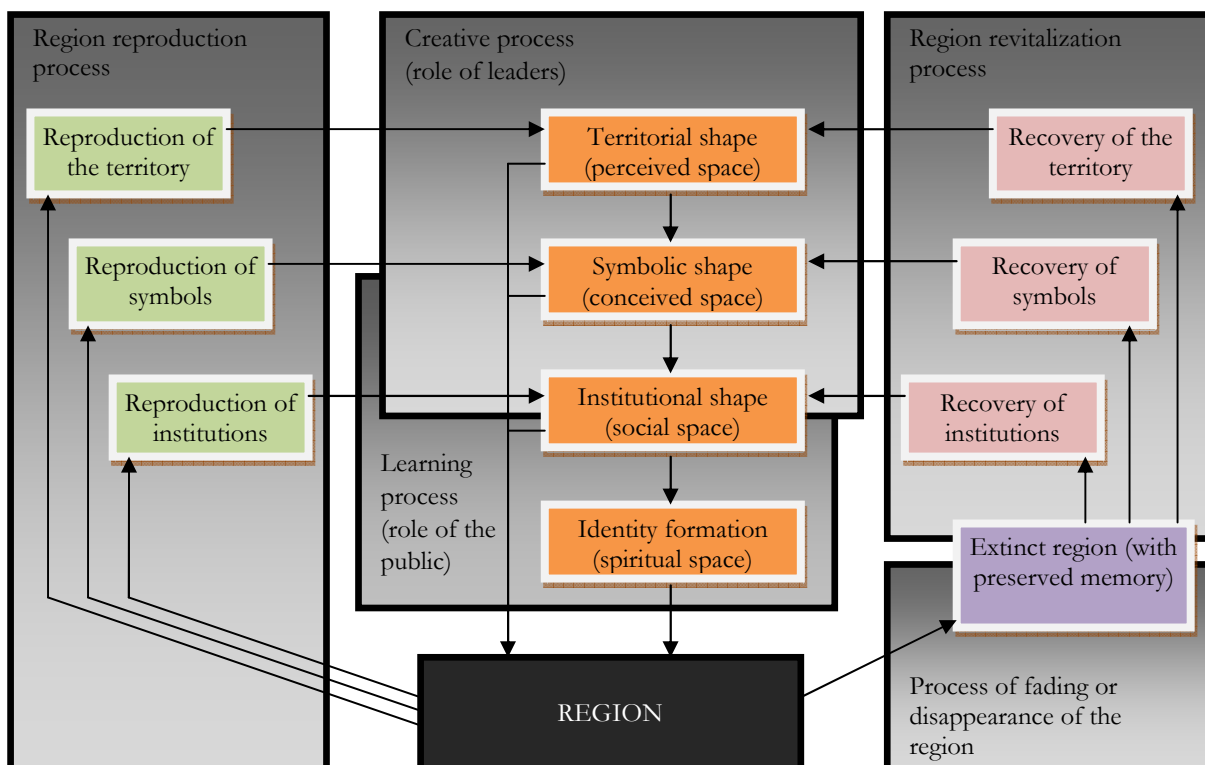 Region reproduction
process
Reproduction of
the territory
Reproduction of
symbols
Reproduction of
institutions
Creative process
(role of leaders)
Territorial shape
(perceived space)
Symbolic shape
(conceived space)
Institutional shape
(social space)
Learning
process
(role of the
public)
Identity formation
(spiritual space)
REGION
Region revitalization
process
Recovery of the
territory
Recovery of
symbols
Recovery of
institutions
Extinct region (with
preserved memory)
Process of fading or
disappearance of the
region